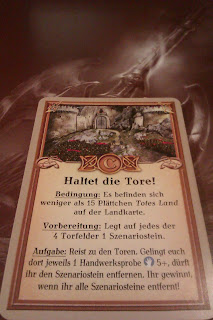 C
Haltet die Tore!
Bedingung: Es befinden sich
weniger als 15 Plättchen Totes Land
auf der Landkarte.
Vorbereitung: Legt auf jedes der
4 Torfelder 1 Szenariostein.
Aufgabe: Reist zu den Toren. Gelingt euch
dort jeweils 1 Handwerksprobe 5+, dürft
ihr den Szenariostein entfernen. Ihr gewinnt,
wenn ihr alle Szenariosteine entfernt!